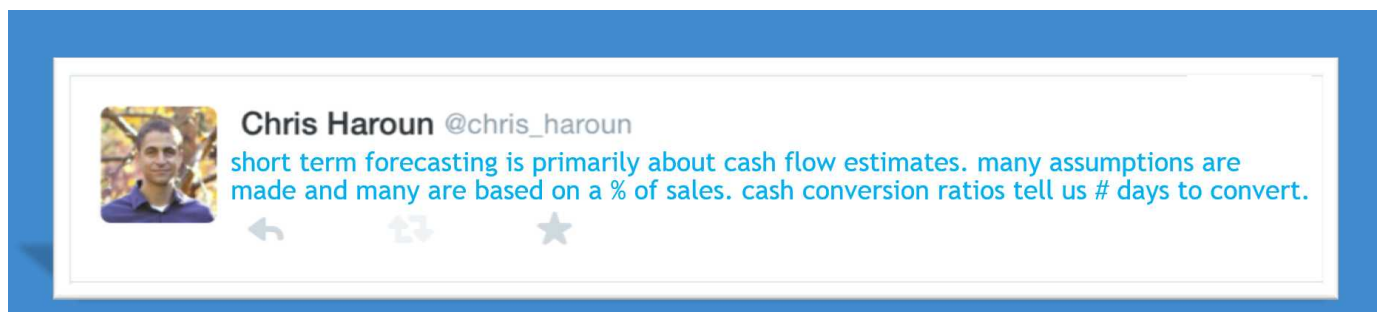 Chris Haroun @chris_haroun
short term forecasting is primarily about cash flow estimates. many assumptions are
made and many are based on a % of sales. cash conversion ratios tell us # days to convert.